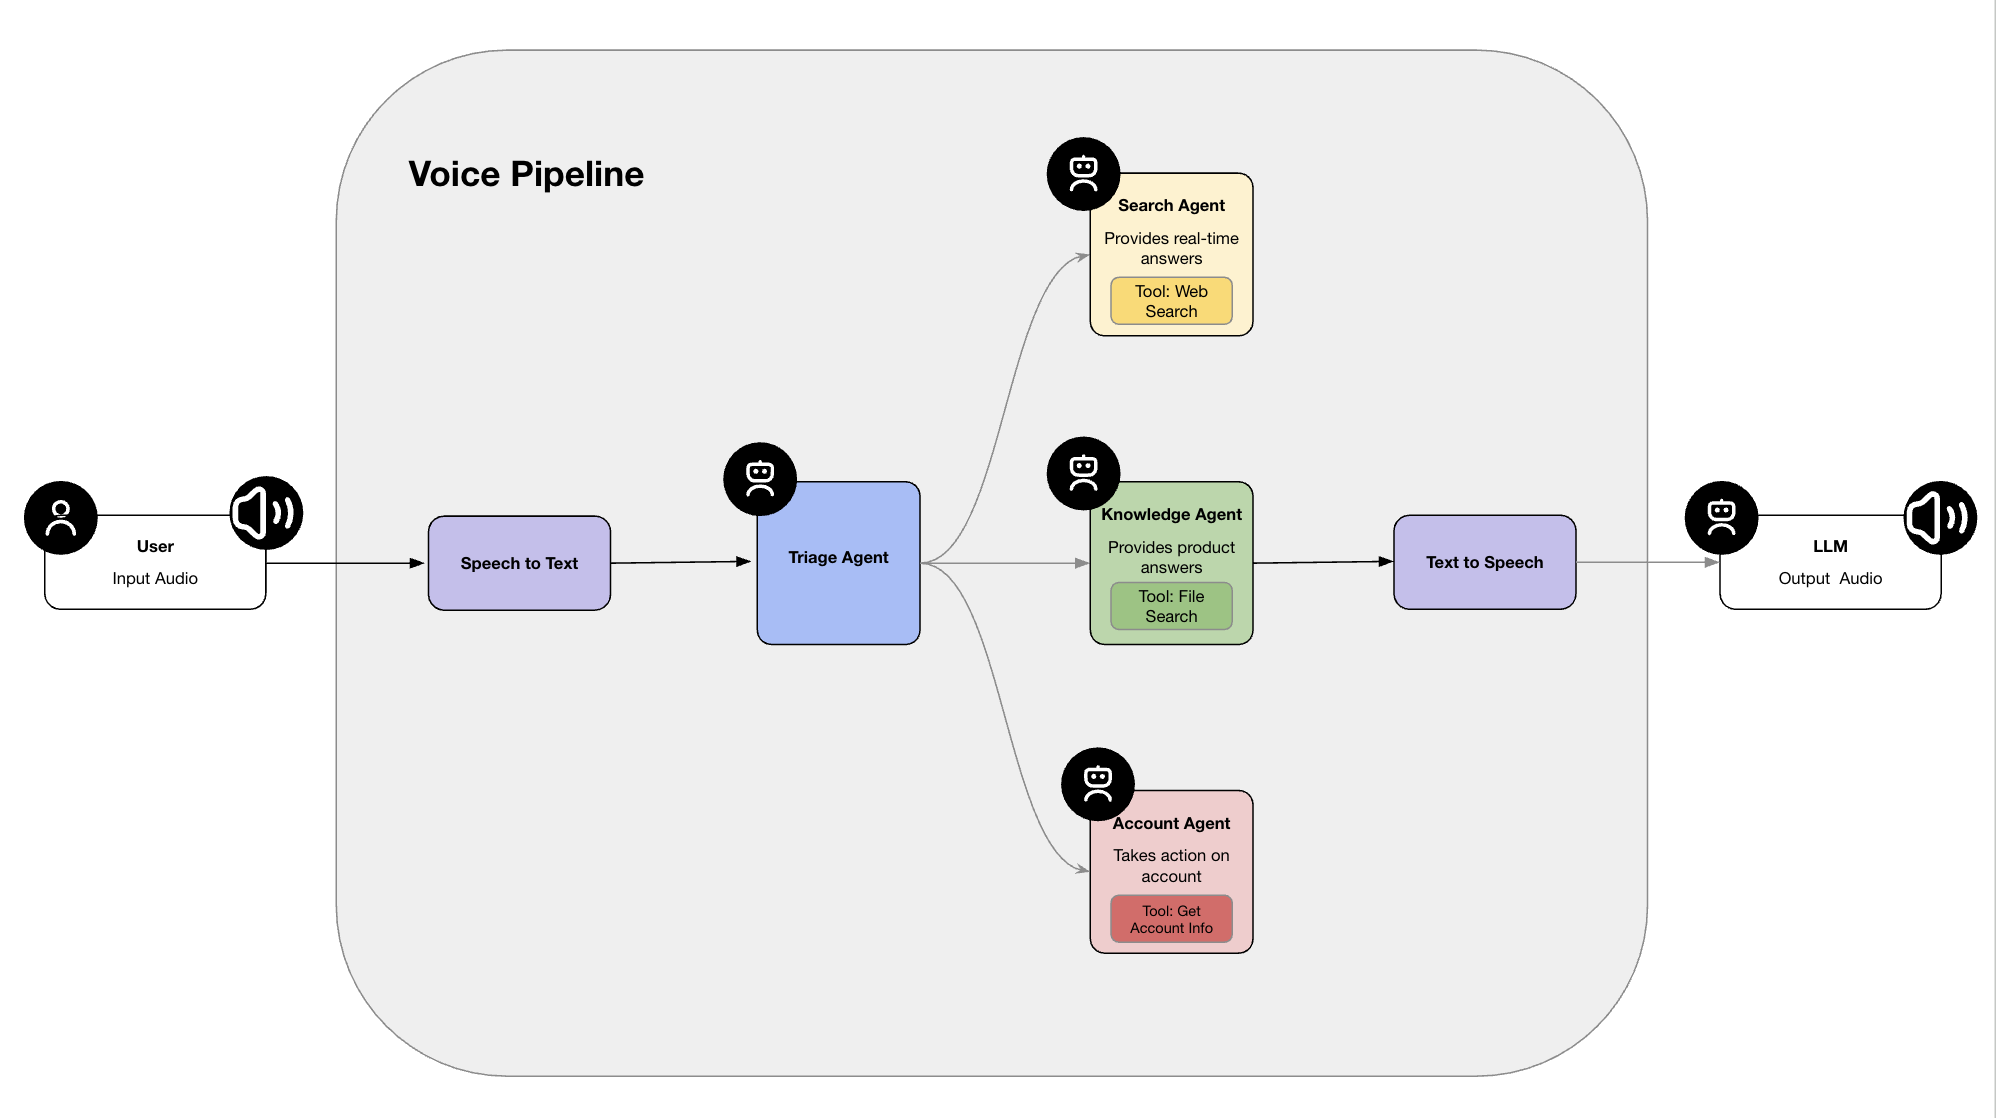 Voice Pipeline
User
Input Audio
Speech to Text
Triage Agent
Search Agent
Provides real-time
answers
Tool: Web
Search
Knowledge Agent
Provides product
answers
Tool: File
Search
Account Agent
Takes action on
account
Tool: Get
Account Info
Text to Speech
LLM
Output  Audio